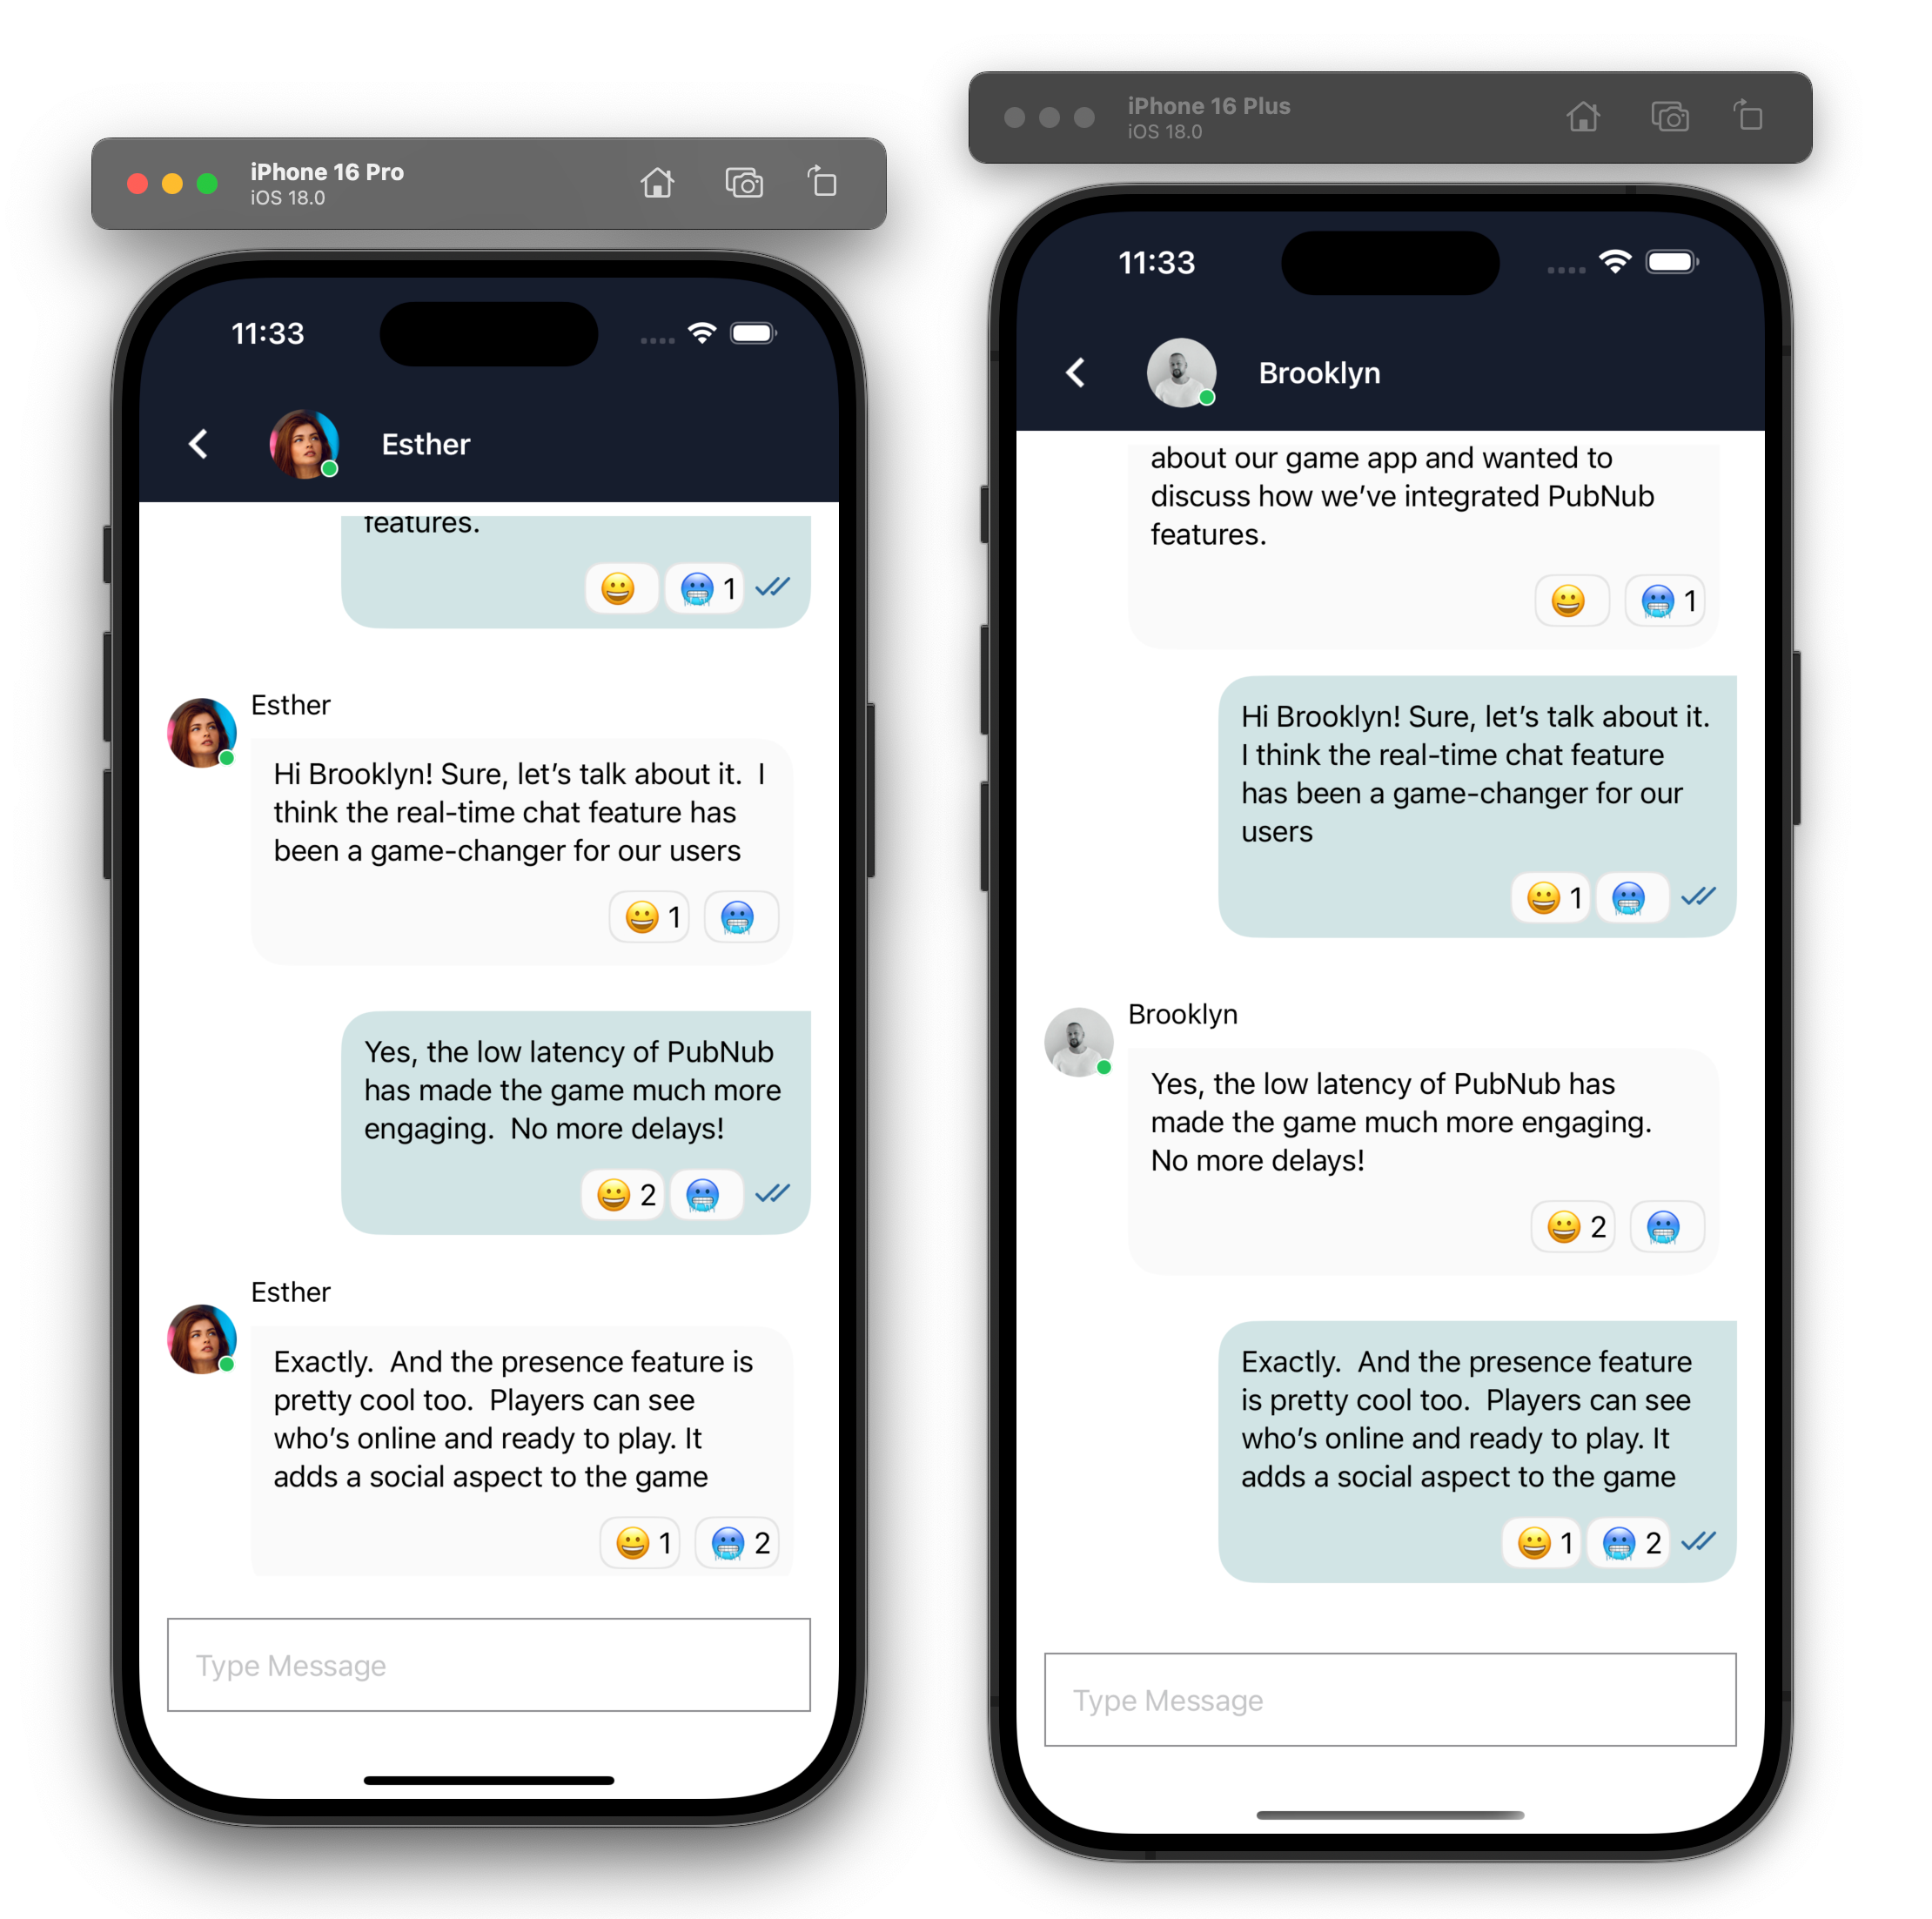 iPhone 16 Pro
iOS 18.0
11:33
Esther
features.
😀
🥶 1
Esther
Hi Brooklyn! Sure, let’s talk about it.  I
think the real-time chat feature has
been a game-changer for our users
😀 1
🥶
Yes, the low latency of PubNub
has made the game much more
engaging.  No more delays!
😀 2
🥶
Esther
Exactly.  And the presence feature is
pretty cool too.  Players can see
who’s online and ready to play. It
adds a social aspect to the game
😀 1
🥶 2
Type Message
iPhone 16 Plus
iOS 18.0
11:33
Brooklyn
about our game app and wanted to
discuss how we’ve integrated PubNub
features.
😀
🥶 1
Hi Brooklyn! Sure, let’s talk about it.
I think the real-time chat feature
has been a game-changer for our
users
😀 1
🥶
Brooklyn
Yes, the low latency of PubNub has
made the game much more engaging.
No more delays!
😀 2
🥶
Exactly.  And the presence feature
is pretty cool too.  Players can see
who’s online and ready to play. It
adds a social aspect to the game
😀 1
🥶 2
Type Message